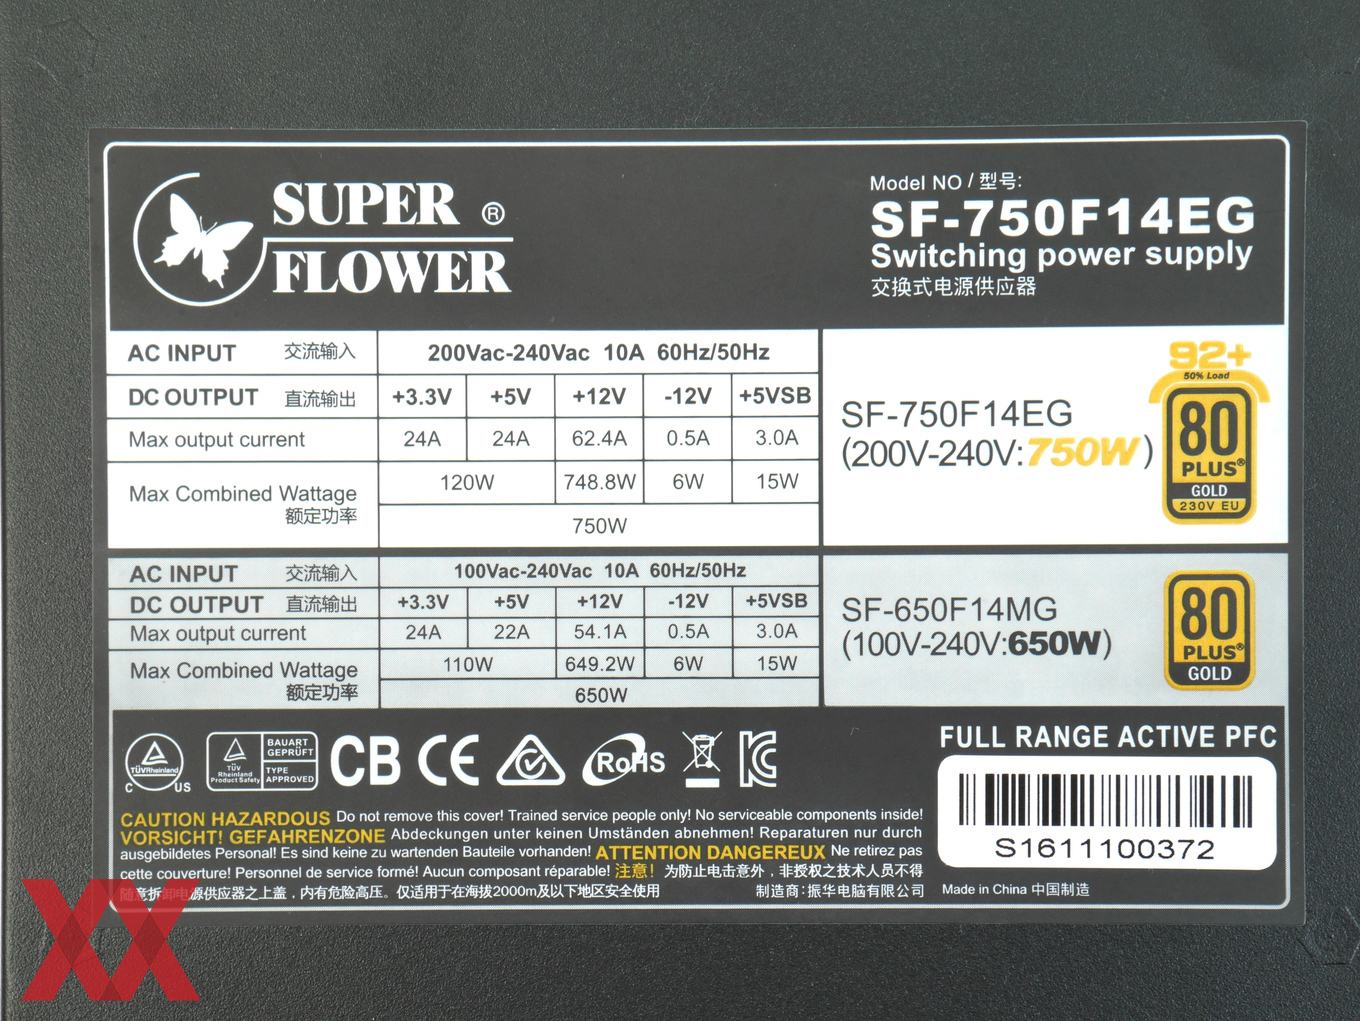 SUPER ®
FLOWER
Model NO / 型号:
SF-750F14EG
Switching power supply
交换式电源供应器
AC INPUT 交流输入 200Vac-240Vac 10A 60Hz/50Hz
DC OUTPUT 直流输出 +3.3V +5V +12V -12V +5VSB
Max output current 24A 24A 62.4A 0.5A 3.0A
Max Combined Wattage 120W 748.8W 6W 15W
额定功率 750W
SF-750F14EG
(200V-240V:750W)
92+
50% Load
80
PLUS®
GOLD
230V EU
AC INPUT 交流输入 100Vac-240Vac 10A 60Hz/50Hz
DC OUTPUT 直流输出 +3.3V +5V +12V -12V +5VSB
Max output current 24A 22A 54.1A 0.5A 3.0A
Max Combined Wattage 110W 649.2W 6W 15W
额定功率 650W
SF-650F14MG
(100V-240V:650W)
80
PLUS®
GOLD
TÜVRheinland
C US
TÜV
Rheinland
Product Safety
BAUART
GEPRÜFT
TYPE
APPROVED
CB CE RoHS
FULL RANGE ACTIVE PFC
S1611100372
CAUTION HAZARDOUS Do not remove this cover! Trained service people only! No serviceable components inside!
VORSICHT! GEFAHRENZONE Abdeckungen unter keinen Umständen abnehmen! Reparaturen nur durch
ausgebildetes Personal! Es sind keine zu wartenden Bauteile vorhanden! ATTENTION DANGEREUX Ne retirez pas
cette couverture! Personnel de service formé! Aucun composant réparable! 注意！ 为防止电击意外，非授权之技术人员不得
随意拆卸电源供应器之上盖，内有危险高压。仅适用于在海拔2000m及以下地区安全使用 制造商：振华电脑有限公司
Made in China 中国制造